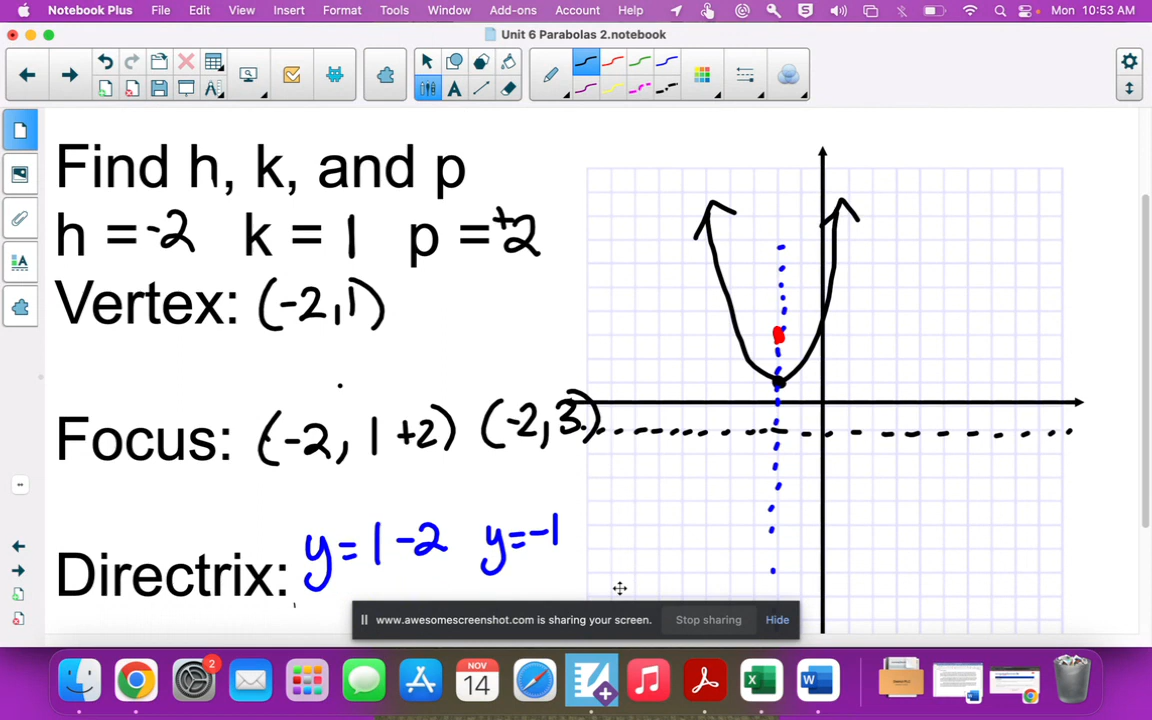 Notebook Pro File Edit View Insert Format Tools Window Add-ons Account Help Mon 10:53 AM
Unit 6 Parabolas 2.notebook
Find h, k, and p
h = -2 k = 1 p = +2
Vertex: (-2, 1)
Focus: (-2, 1 +2) (-2, 3)
Directrix: y = 1 - 2 y = -1
www.awesomescreenshot.com is sharing your screen. Stop sharing Hide
2
NOV
14